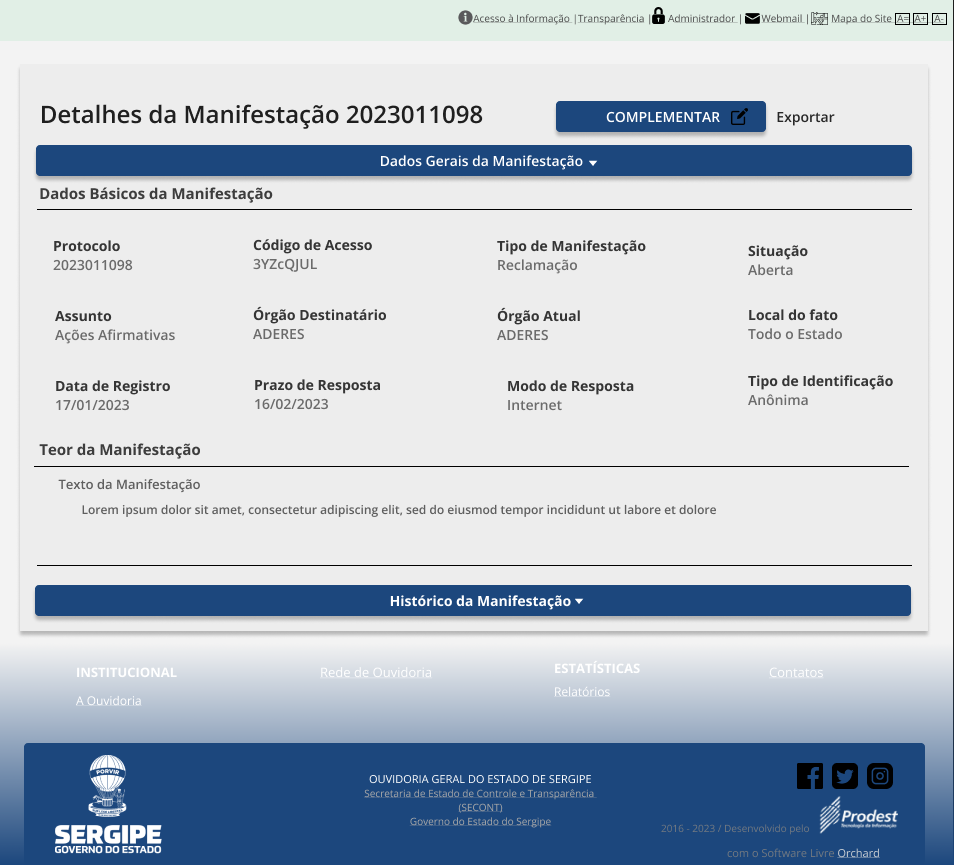 Acesso à Informação |Transparência | Administrador | Webmail | Mapa do Site A= A+ A-
Detalhes da Manifestação 2023011098
COMPLEMENTAR Exportar
Dados Gerais da Manifestação
Dados Básicos da Manifestação
Protocolo Código de Acesso Tipo de Manifestação Situação
2023011098 3YZcQJUL Reclamação Aberta
Assunto Órgão Destinatário Órgão Atual Local do fato
Ações Afirmativas ADERES ADERES Todo o Estado
Data de Registro Prazo de Resposta Modo de Resposta Tipo de Identificação
17/01/2023 16/02/2023 Internet Anônima
Teor da Manifestação
Texto da Manifestação
Lorem ipsum dolor sit amet, consectetur adipiscing elit, sed do eiusmod tempor incididunt ut labore et dolore
Histórico da Manifestação
INSTITUCIONAL Rede de Ouvidoria ESTATÍSTICAS Contatos
A Ouvidoria Relatórios
PORVIR
SERGIPE
GOVERNO DO ESTADO
OUVIDORIA GERAL DO ESTADO DE SERGIPE
Secretaria de Estado de Controle e Transparência
(SECONT)
Governo do Estado do Sergipe
2016 - 2023 / Desenvolvido pelo Prodest
Tecnologia da Informação
com o Software Livre Orchard